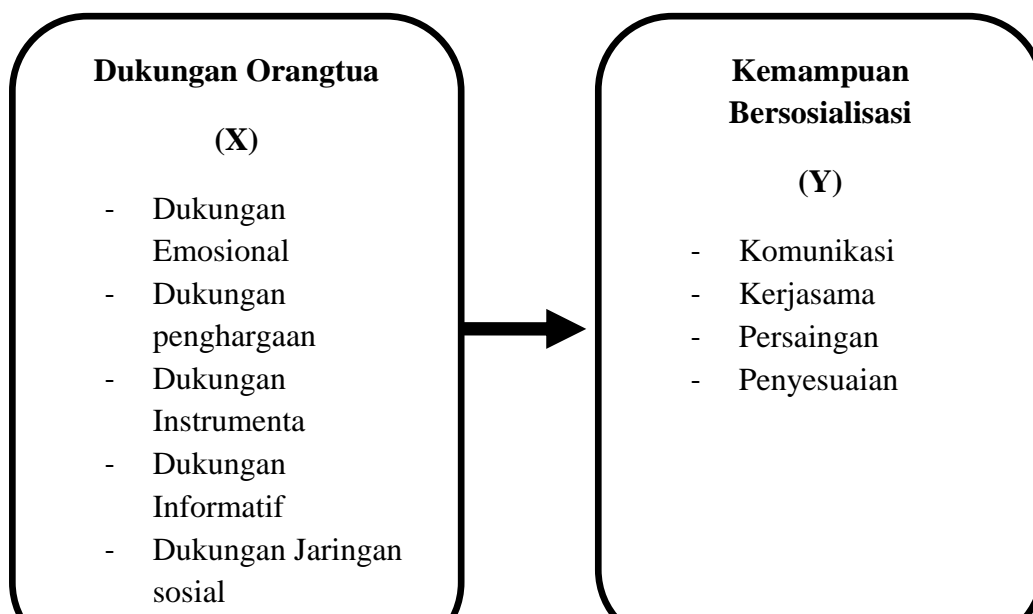 Dukungan Orangtua
(X)
- Dukungan
Emosional
- Dukungan
penghargaan
- Dukungan
Instrumenta
- Dukungan
Informatif
- Dukungan Jaringan
sosial
Kemampuan
Bersosialisasi
(Y)
- Komunikasi
- Kerjasama
- Persaingan
- Penyesuaian